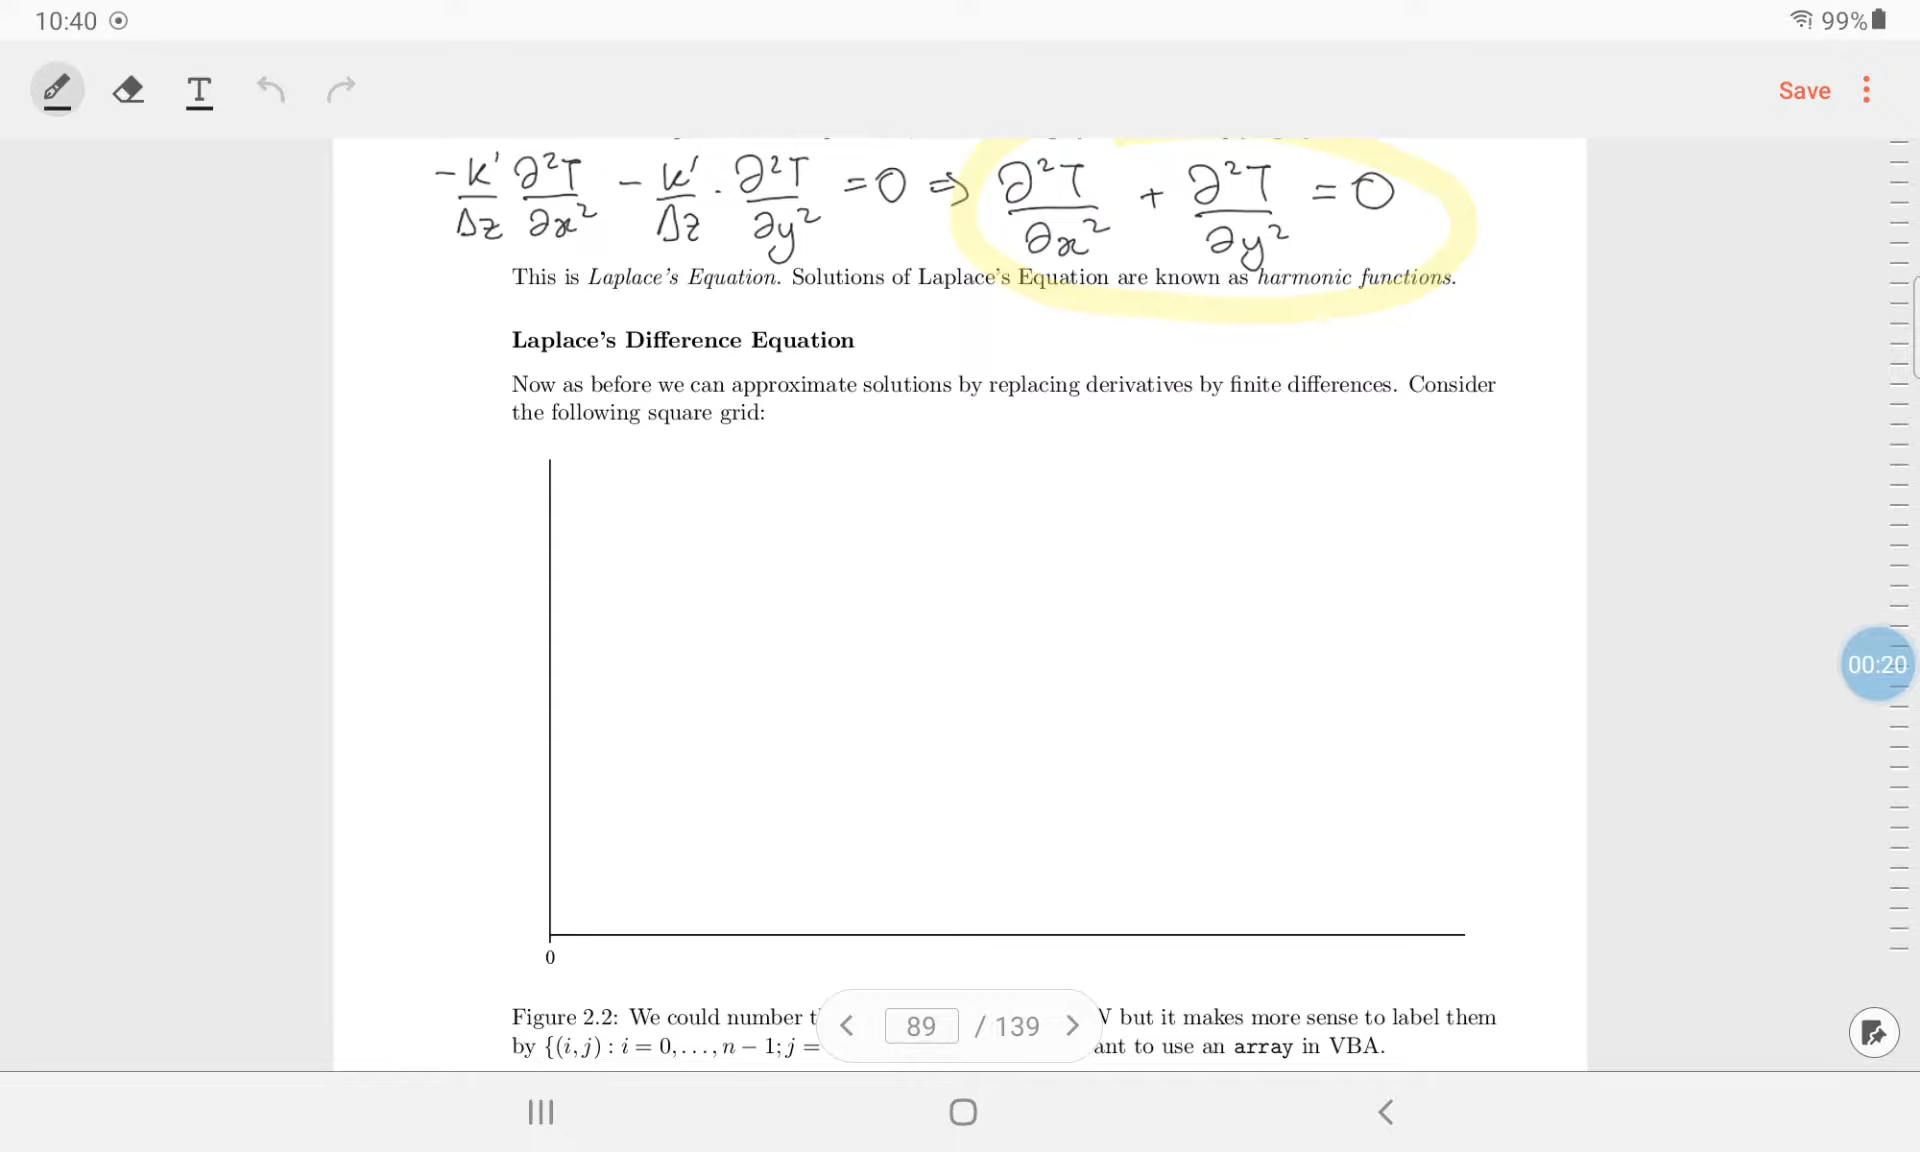 10:40
99%
T
Save
-k'/Δz ∂²T/∂x² - k'/Δz · ∂²T/∂y² = 0 ⇒ ∂²T/∂x² + ∂²T/∂y² = 0
This is Laplace's Equation. Solutions of Laplace's Equation are known as harmonic functions.
Laplace's Difference Equation
Now as before we can approximate solutions by replacing derivatives by finite differences. Consider
the following square grid:
00:20
0
Figure 2.2: We could number but it makes more sense to label them
by {(i, j) : i = 0, . . . , n − 1; j = to use an array in VBA.
89 / 139